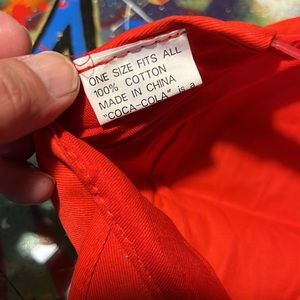 ONE SIZE FITS ALL
100% COTTON
MADE IN CHINA
"COCA-COLA" is a